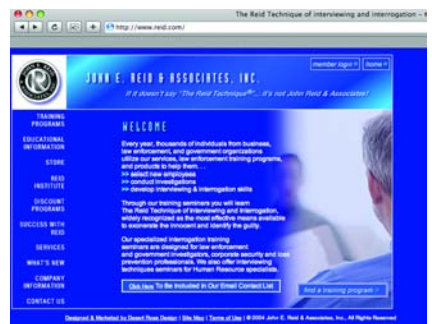 The Reid Technique of interviewing and interrogation -
http://www.reid.com/
member login
home
JOHN E. REID & ASSOCIATES, INC.
If it doesn't say "The Reid Technique®"... it's not John Reid & Associates!
TRAINING
PROGRAMS
EDUCATIONAL
INFORMATION
STORE
REID
INSTITUTE
DISCOUNT
PROGRAMS
SUCCESS WITH
REID
SERVICES
WHAT'S NEW
COMPANY
INFORMATION
CONTACT US
WELCOME
Every year, thousands of individuals from business,
law enforcement, and government organizations
utilize our services, law enforcement training programs,
and products to help them . . .
>> select new employees
>> conduct investigations
>> develop interviewing & interrogation skills
Through our training seminars you will learn
The Reid Technique of Interviewing and Interrogation,
widely recognized as the most effective means available
to exonerate the innocent and identify the guilty.
Our specialized interrogation training
seminars are designed for law enforcement
and government investigators, corporate security and loss
prevention professionals. We also offer interviewing
techniques seminars for Human Resource specialists.
Click Here To Be Included In Our Email Contact List
find a training program
Designed & Marketed by Desert Rose Design | Site Map | Terms of Use | © 2004 John E. Reid & Associates, Inc., All Rights Reserved